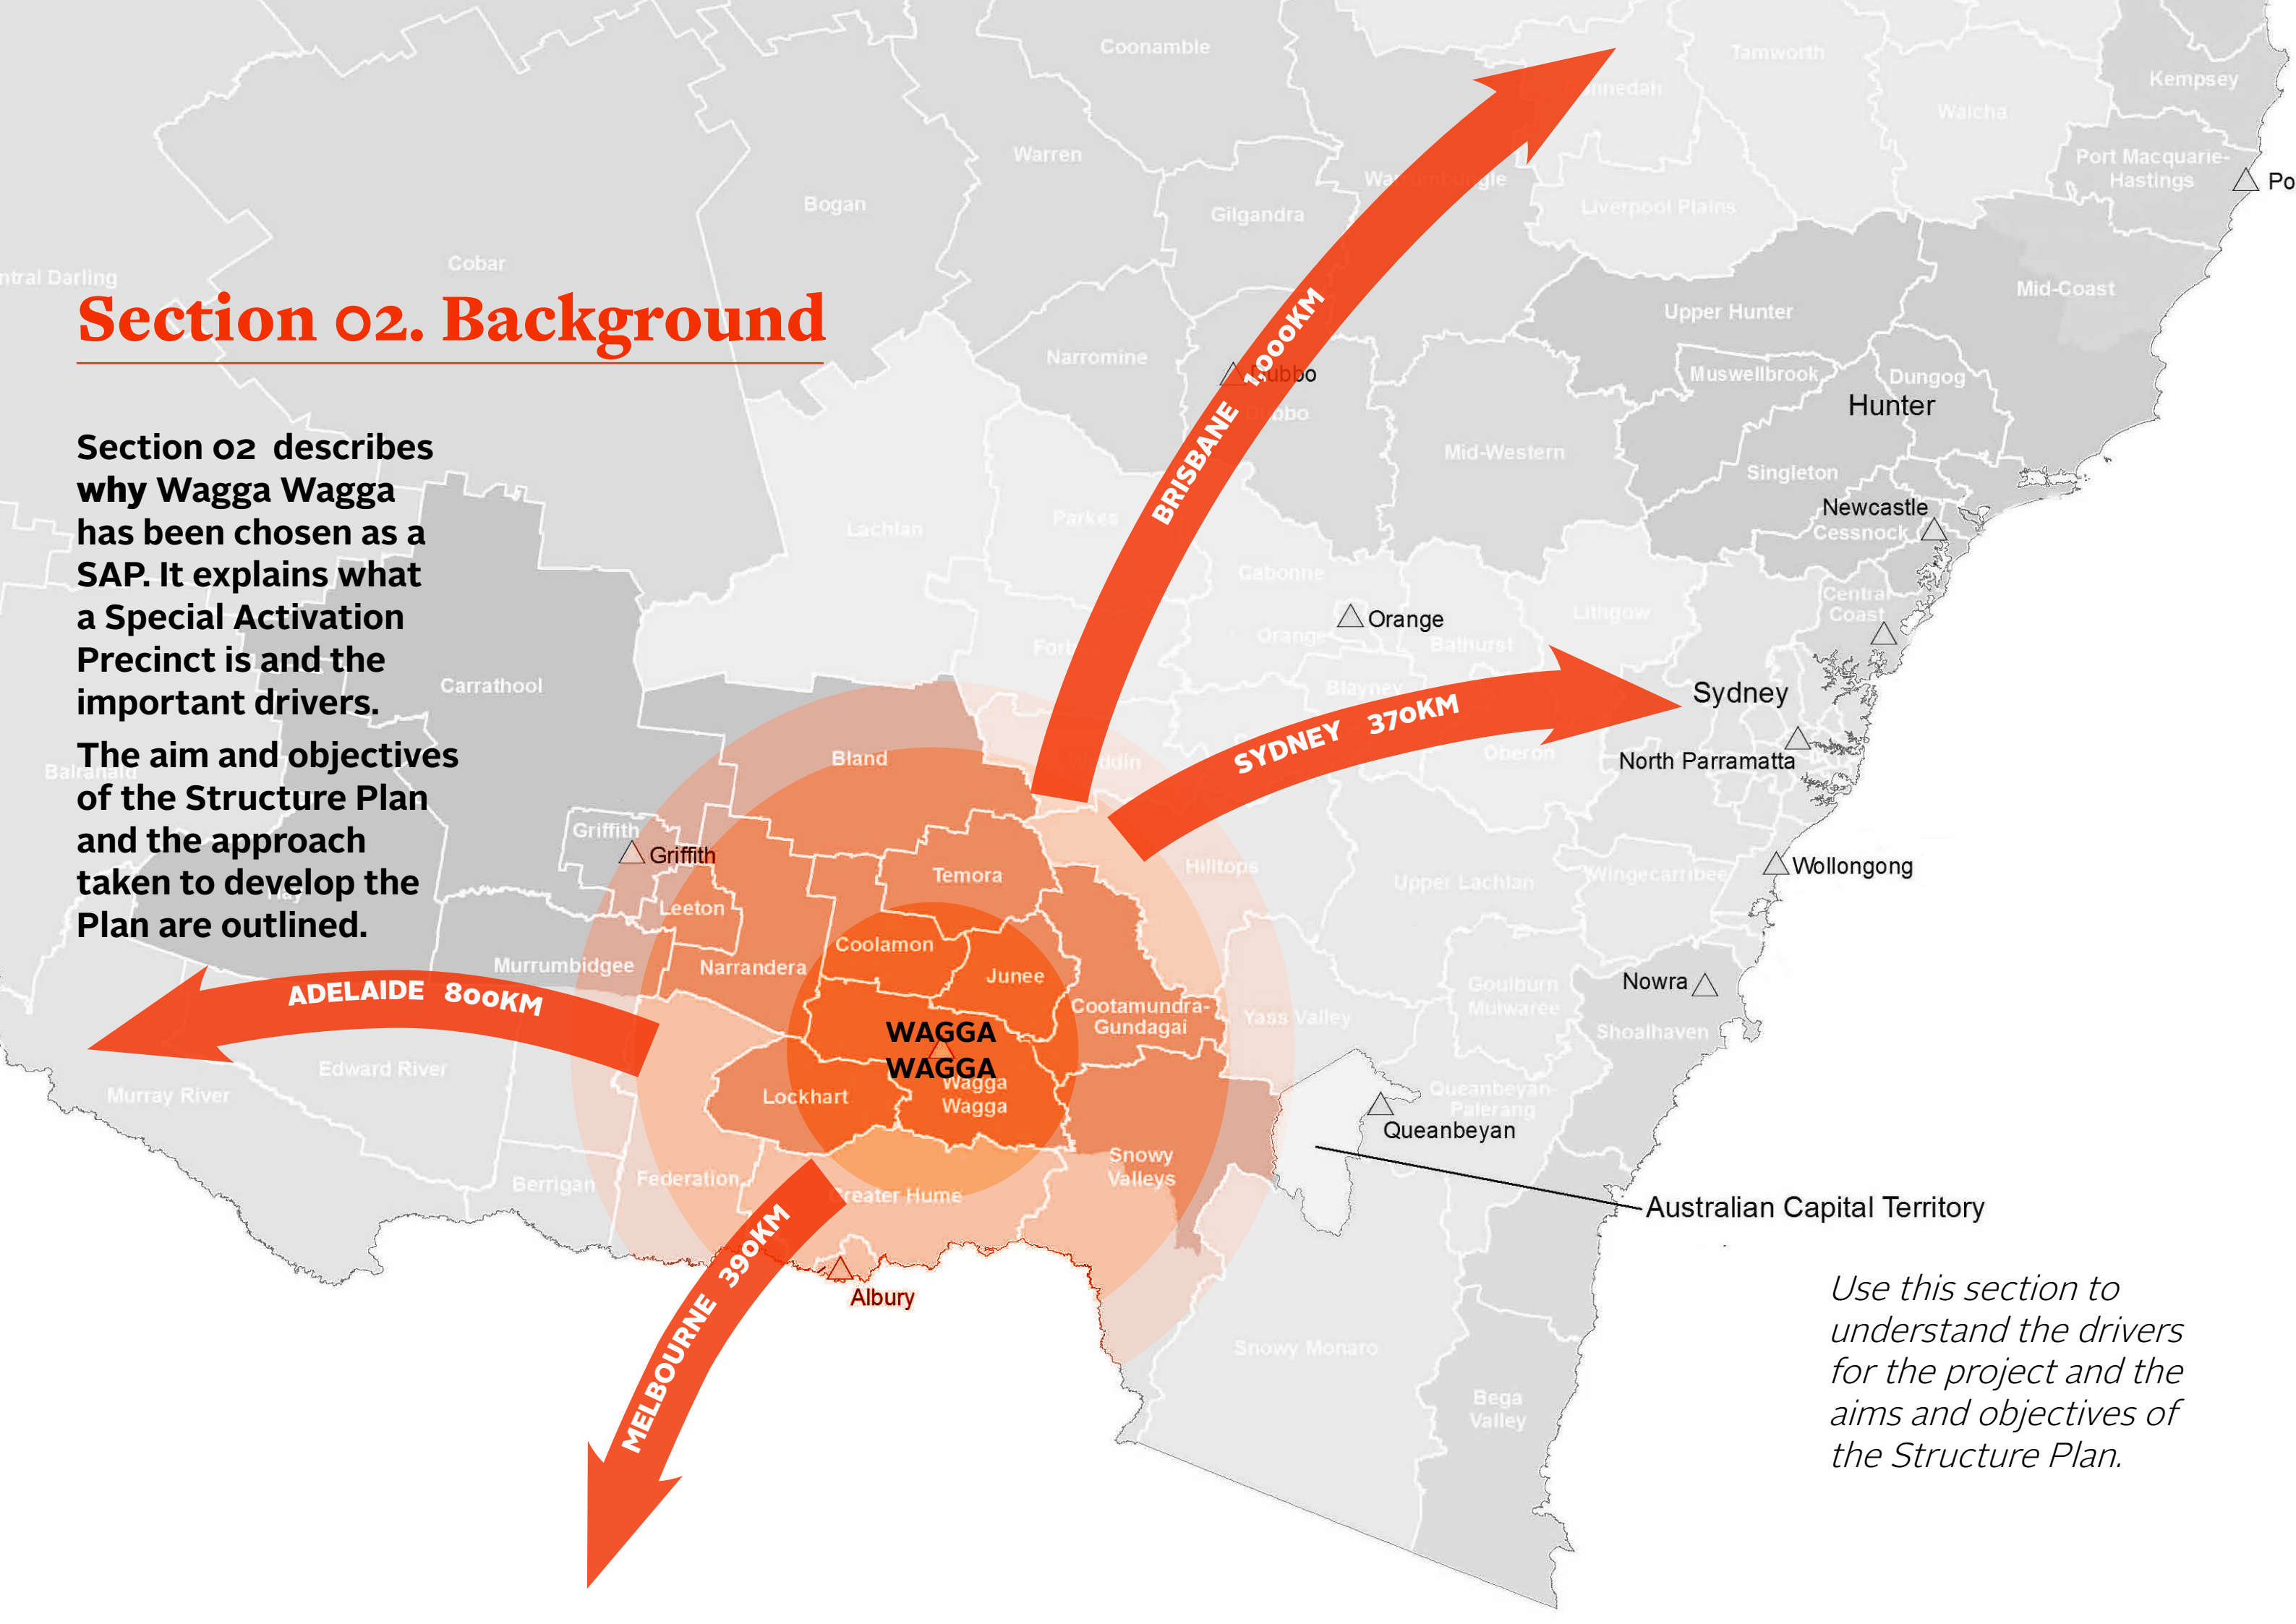 Section 02. Background
Section 02 describes
why Wagga Wagga
has been chosen as a
SAP. It explains what
a Special Activation
Precinct is and the
important drivers.
The aim and objectives
of the Structure Plan
and the approach
taken to develop the
Plan are outlined.
Coonamble
Tamworth
Kempsey
Walcha
Warren
Port Macquarie-
Hastings
Po
Bogan
Gilgandra
Liverpool Plains
Cobar
ntral Darling
Mid-Coast
Upper Hunter
BRISBANE 1,000KM
Narromine
Dubbo
Muswellbrook
Dungog
Hunter
Mid-Western
Singleton
Newcastle
Cessnock
Lachlan
Parkes
Cabonne
Central
Coast
Lithgow
Orange
Orange
Bathurst
Carrathool
Blayney
Sydney
SYDNEY 370KM
Oberon
North Parramatta
Bland
Balranald
Griffith
Griffith
Temora
Hilltops
Upper Lachlan
Wingecarribee
Wollongong
Leeton
Coolamon
Junee
Murrumbidgee
Narrandera
Goulburn
Mulwaree
Nowra
ADELAIDE 800KM
Cootamundra-
Gundagai
Yass Valley
Shoalhaven
WAGGA
WAGGA
Wagga
Wagga
Edward River
Murray River
Lockhart
Queanbeyan-
Palerang
Queanbeyan
Snowy
Valleys
Berrigan
Federation
Greater Hume
Australian Capital Territory
MELBOURNE 390KM
Albury
Snowy Monaro
Bega
Valley
Use this section to
understand the drivers
for the project and the
aims and objectives of
the Structure Plan.